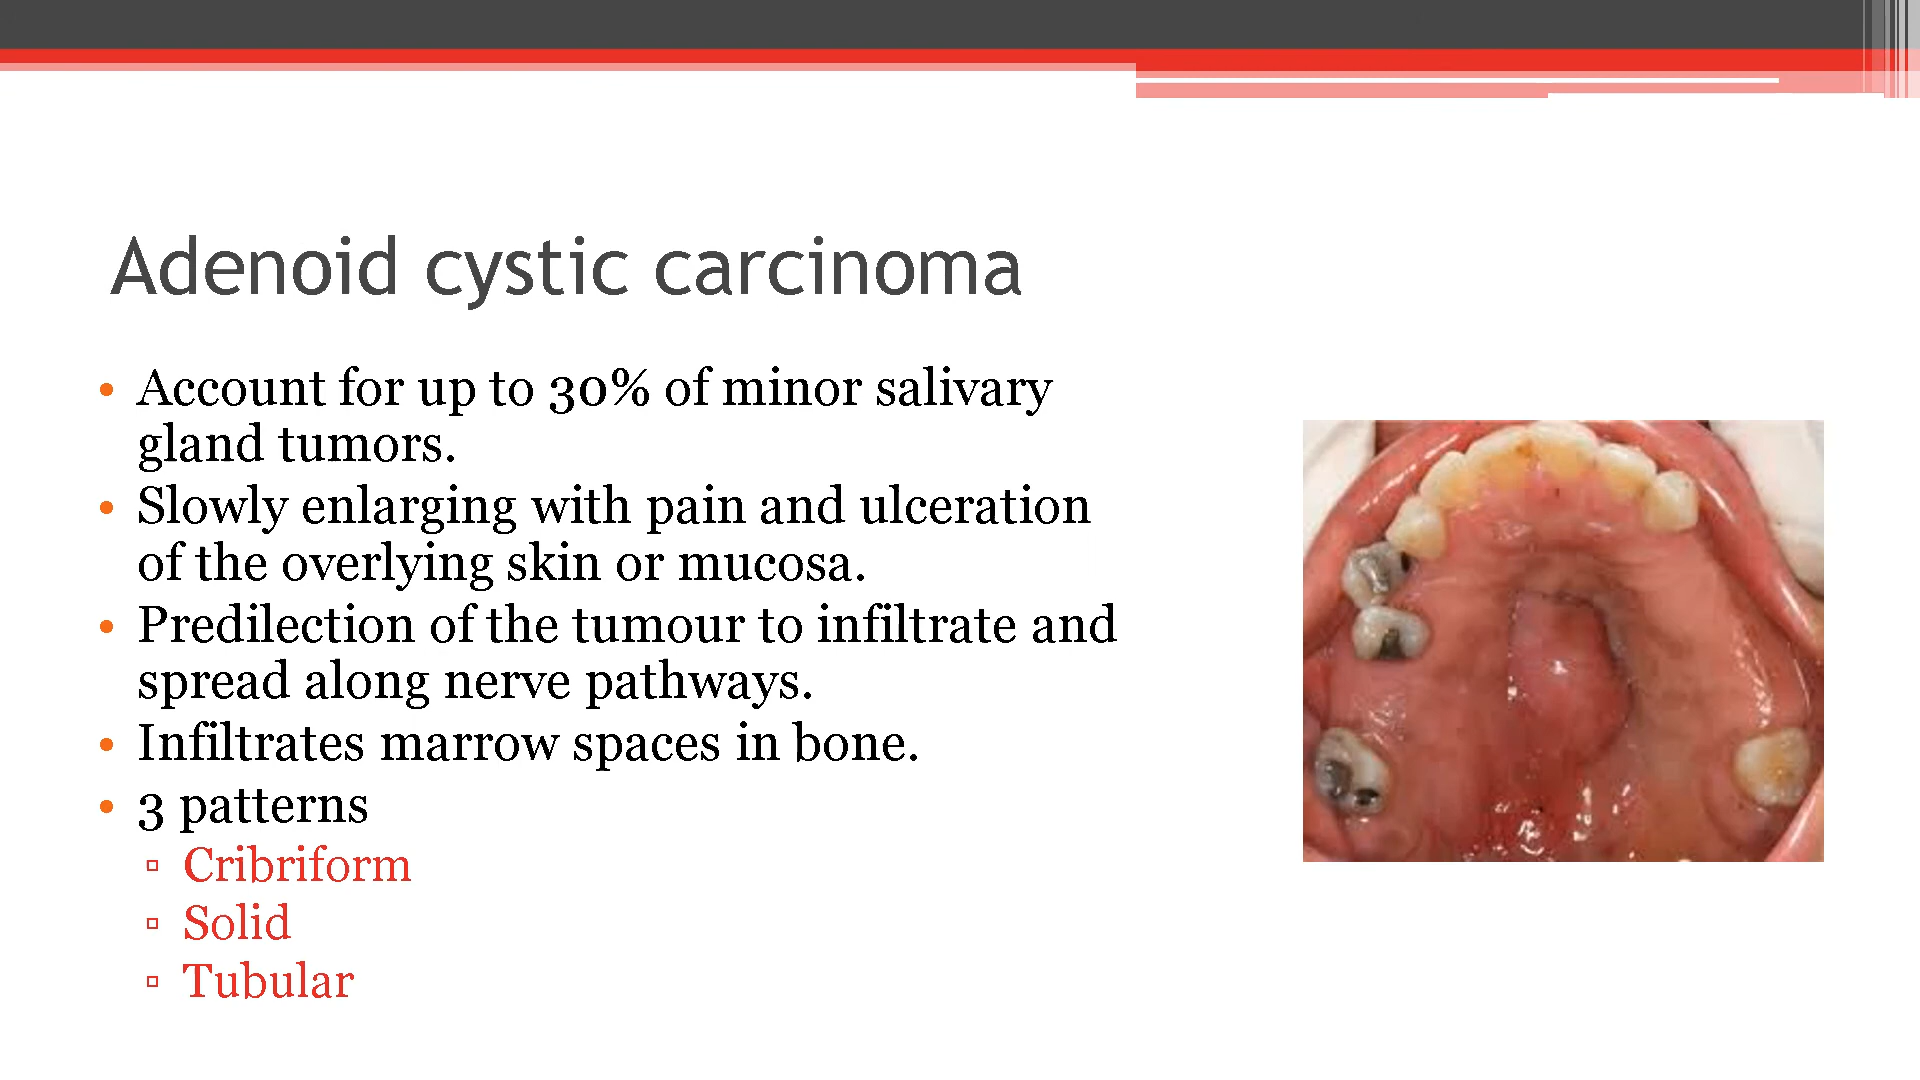 Adenoid cystic carcinoma
• Account for up to 30% of minor salivary
gland tumors.
• Slowly enlarging with pain and ulceration
of the overlying skin or mucosa.
• Predilection of the tumour to infiltrate and
spread along nerve pathways.
• Infiltrates marrow spaces in bone.
• 3 patterns
▫ Cribriform
▫ Solid
▫ Tubular